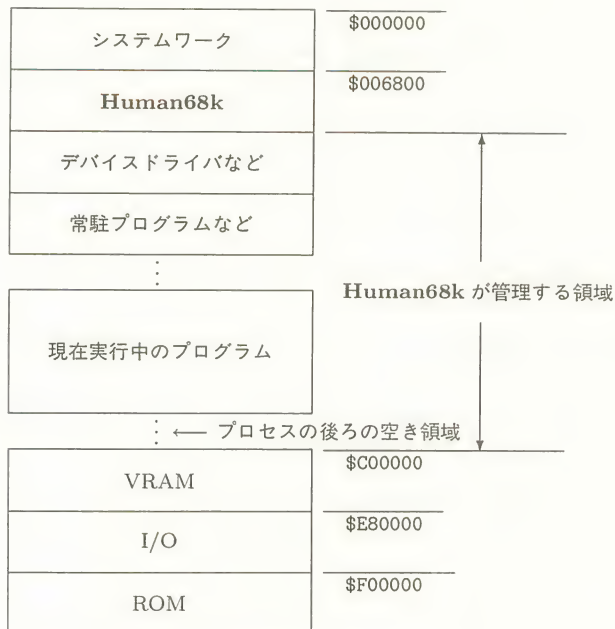 $000000
システムワーク
$006800
Human68k
デバイスドライバなど
常駐プログラムなど
Human68k が管理する領域
現在実行中のプログラム
プロセスの後ろの空き領域
$C00000
VRAM
$E80000
I/O
$F00000
ROM